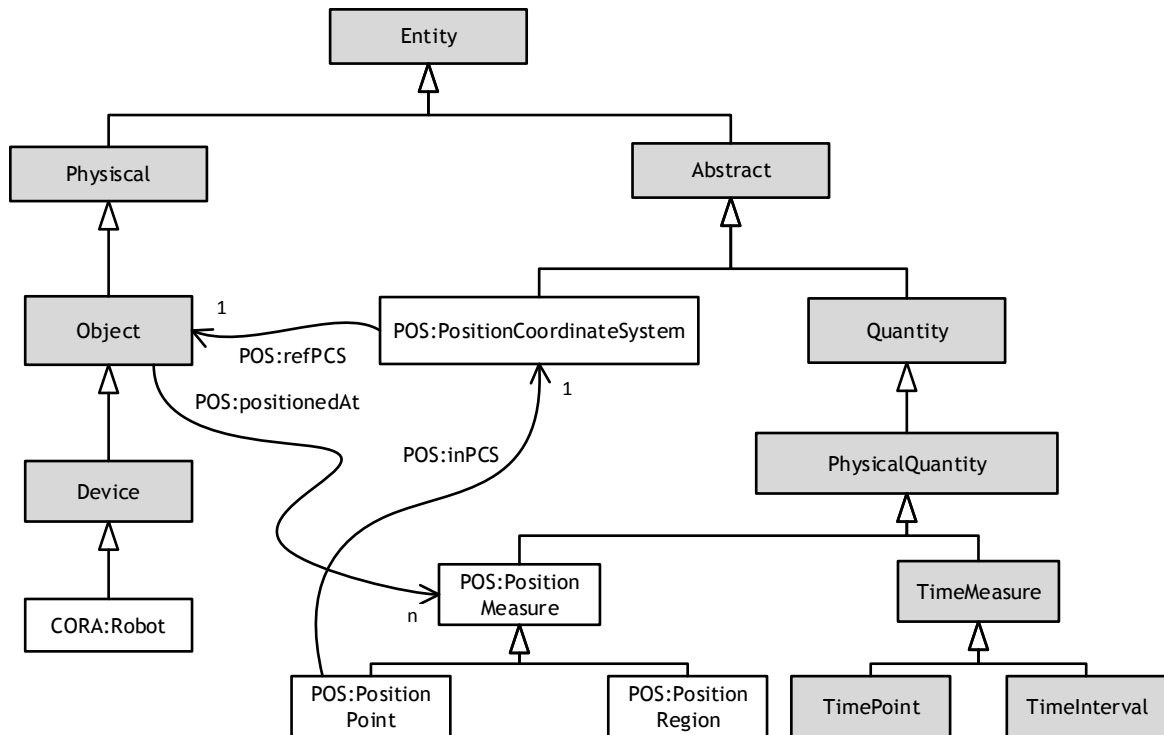 Entity
Physiscal
Abstract
1
Object
POS:PositionCoordinateSystem
Quantity
POS:refPCS
POS:positionedAt
1
POS:inPCS
PhysicalQuantity
Device
POS:Position
Measure
TimeMeasure
n
CORA:Robot
POS:Position
Point
POS:Position
Region
TimePoint
TimeInterval